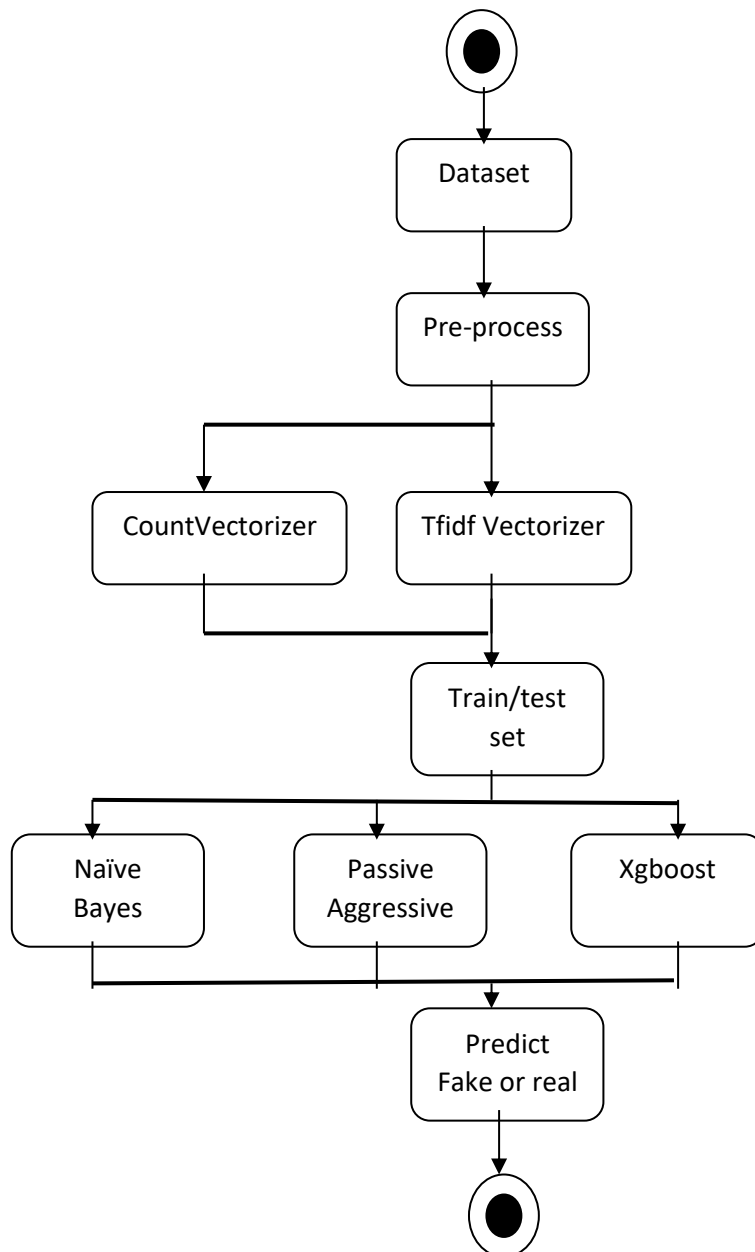 Dataset
Pre-process
CountVectorizer
Tfidf Vectorizer
Train/test
set
Naïve
Bayes
Passive
Aggressive
Xgboost
Predict
Fake or real